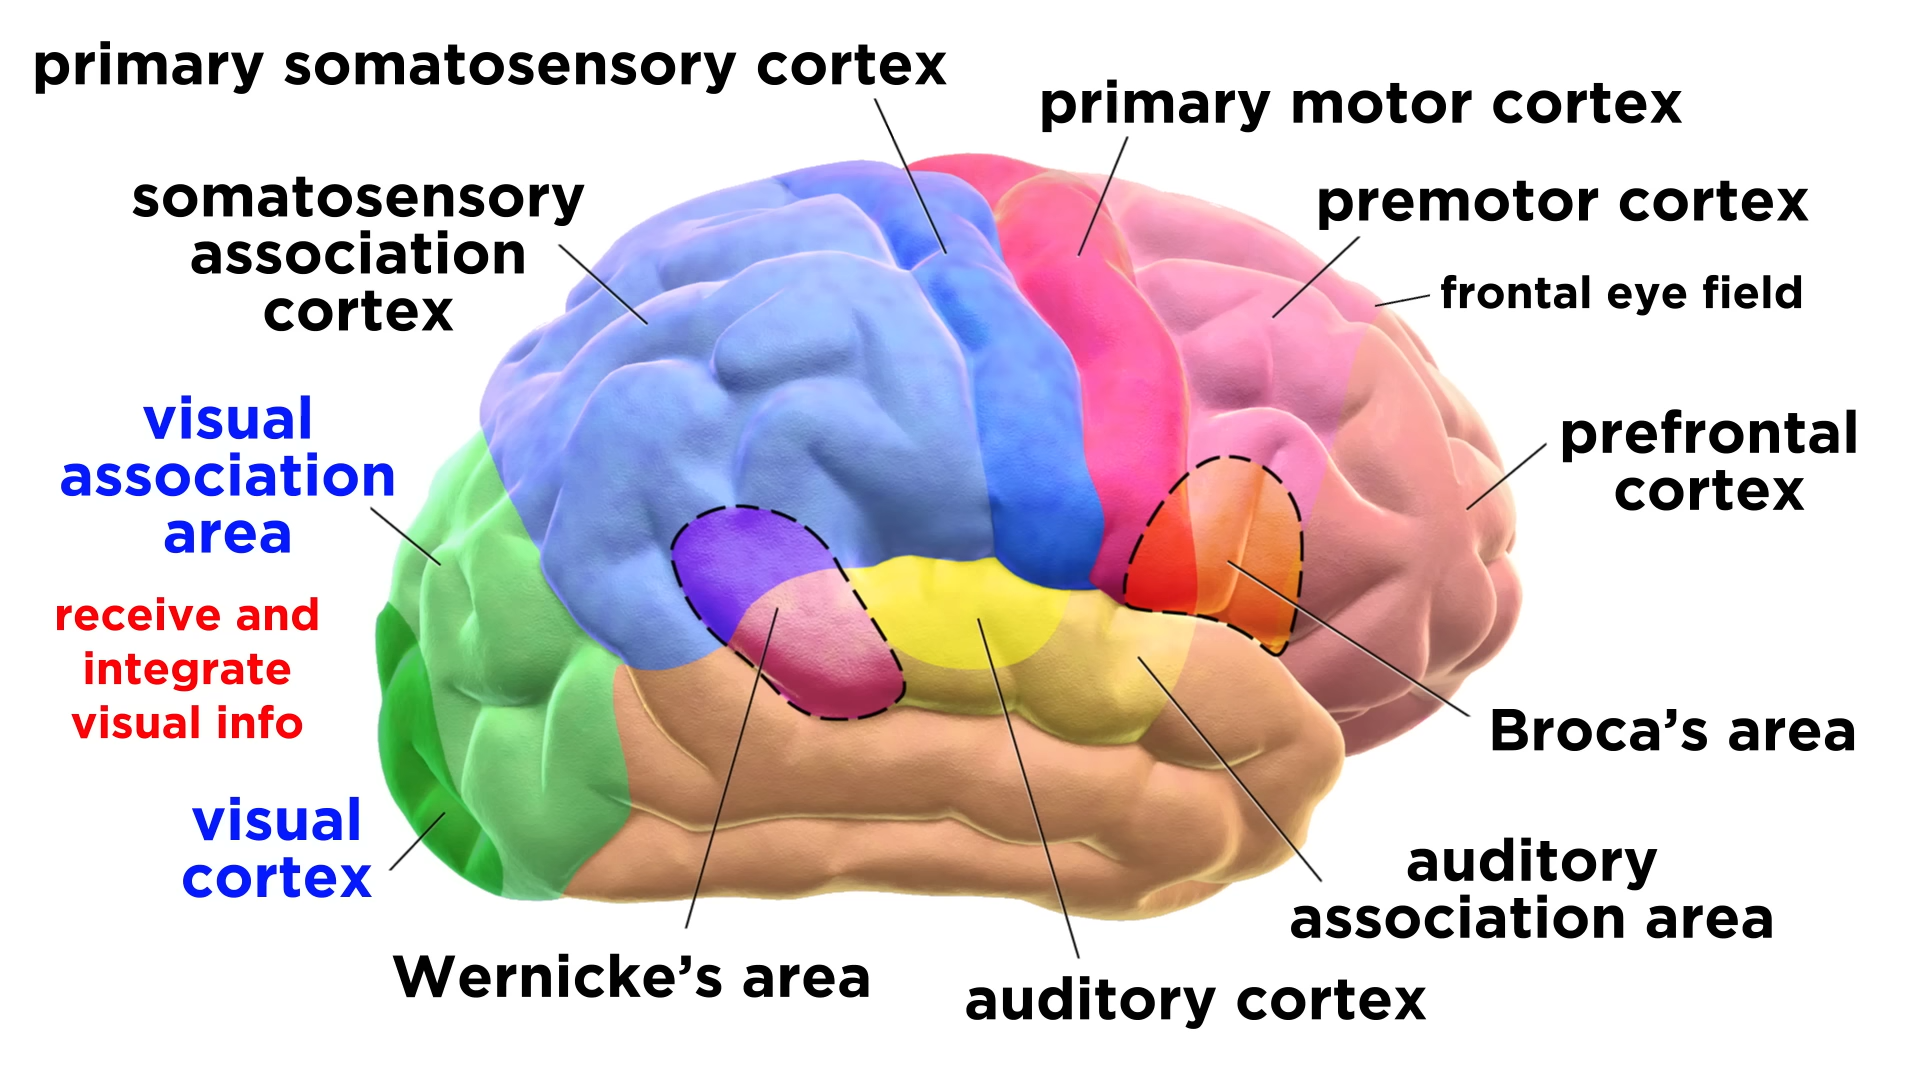 primary somatosensory cortex
primary motor cortex
somatosensory
association
cortex
premotor cortex
frontal eye field
visual
association
area
prefrontal
cortex
receive and
integrate
visual info
Broca’s area
visual
cortex
auditory
association area
Wernicke’s area
auditory cortex